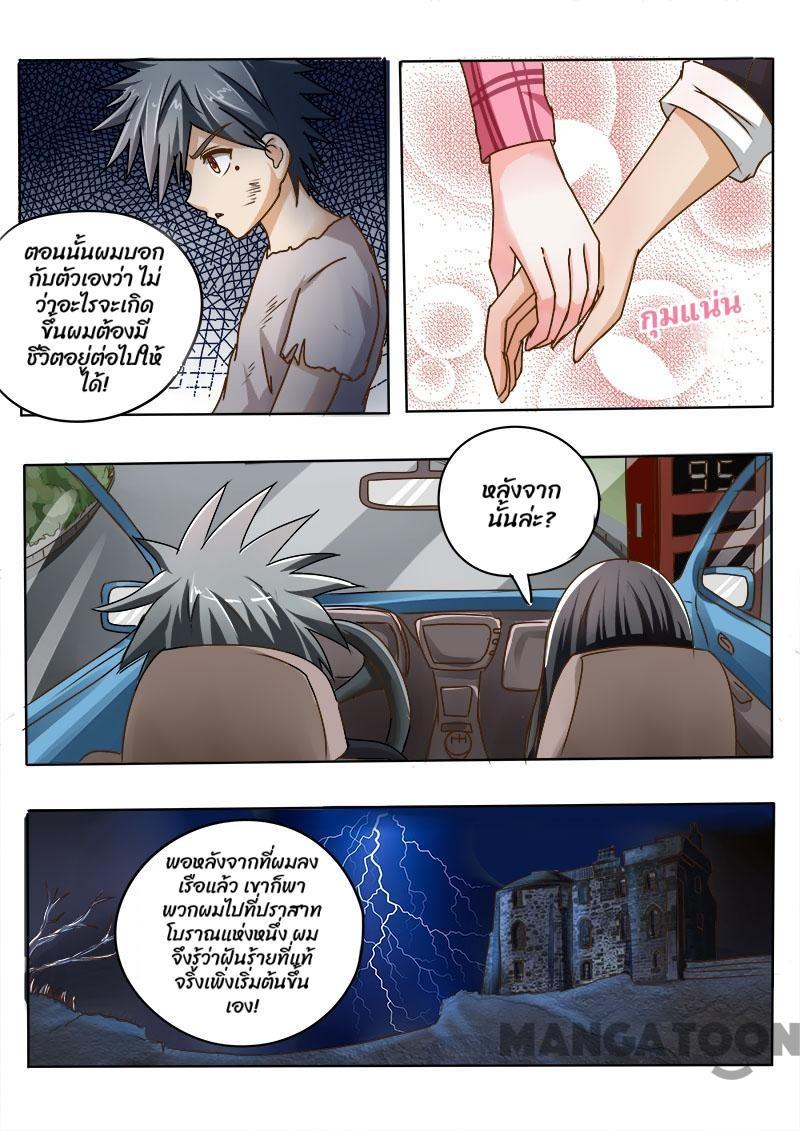 ตอนนั้นผมบอก
กับตัวเองว่า ไม่
ว่าอะไรจะเกิด
ขึ้นผมต้องมี
ชีวิตอยู่ต่อไปให้
ได้!
กุมแน่น
หลังจาก
นั้นล่ะ?
95
พอหลังจากที่ผมลง
เรือแล้ว เขาก็พา
พวกผมไปที่ปราสาท
โบราณแห่งหนึ่ง ผม
จึงรู้ว่าฝันร้ายที่แท้
จริงเพิ่งเริ่มต้นขึ้น
เอง!
MANGATOON